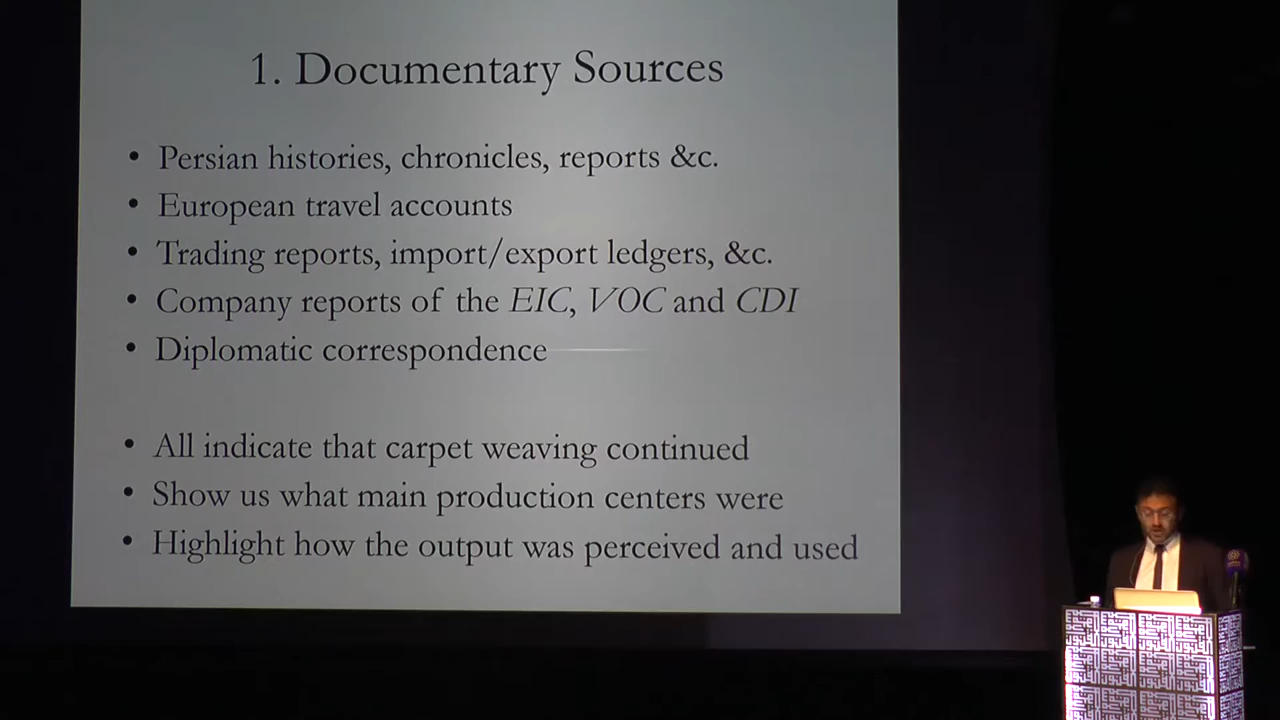 1. Documentary Sources
• Persian histories, chronicles, reports &c.
• European travel accounts
• Trading reports, import/export ledgers, &c.
• Company reports of the EIC, VOC and CDI
• Diplomatic correspondence
• All indicate that carpet weaving continued
• Show us what main production centers were
• Highlight how the output was perceived and used